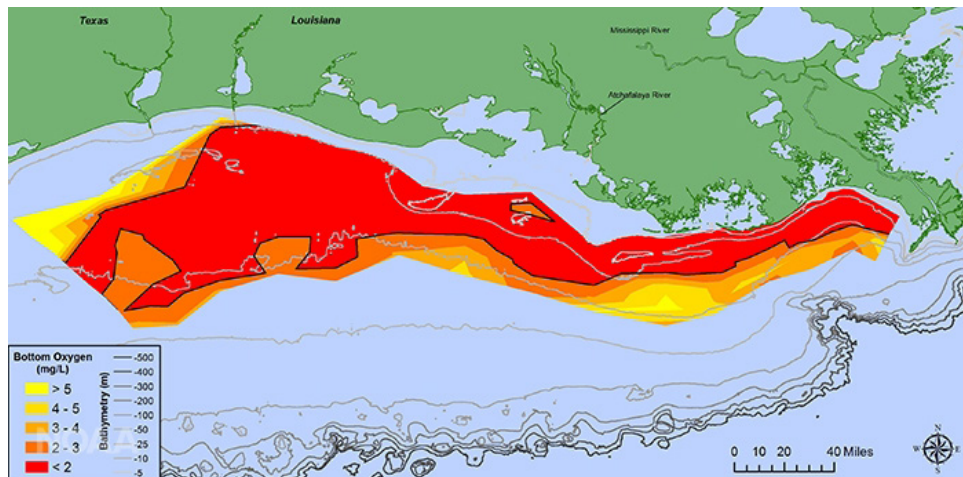 Texas
Louisiana
Mississippi River
Atchafalaya River
Bottom Oxygen
(mg/L)
> 5
4 - 5
3 - 4
2 - 3
< 2
Bathymetry (m)
-500
-400
-300
-200
-100
-50
-25
-10
-5
NOAA
0 10 20 40 Miles
N
W E
S